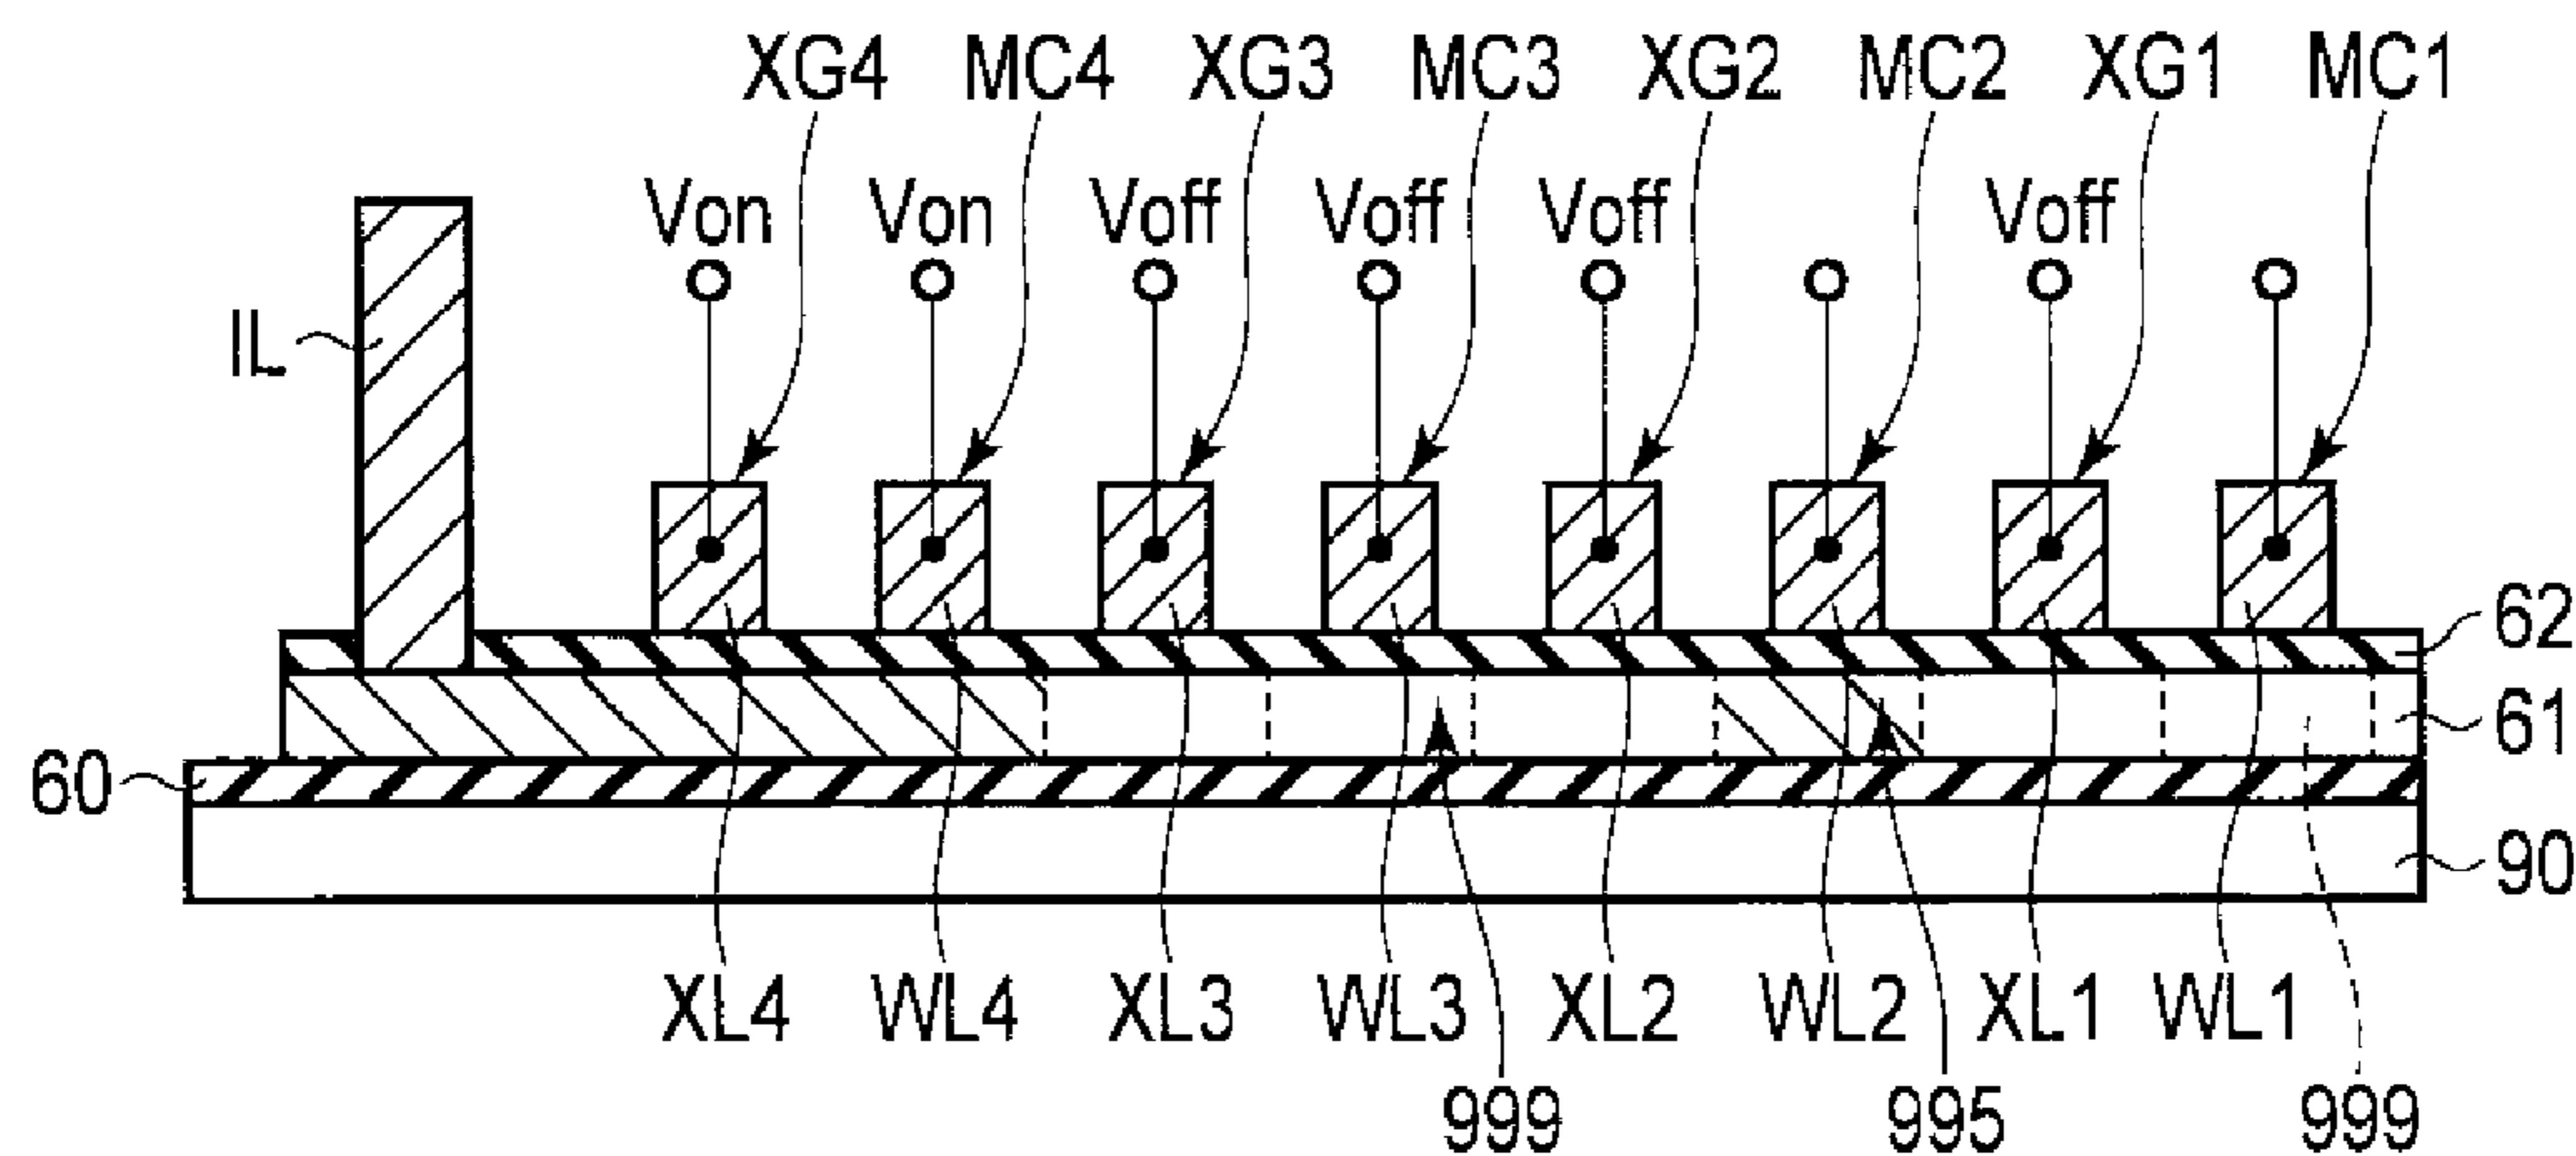 XG4 MC4 XG3 MC3 XG2 MC2 XG1 MC1
Von Von Voff Voff Voff Voff
IL
62
61
60
90
XL4 WL4 XL3 WL3 XL2 WL2 XL1 WL1
999 995 999